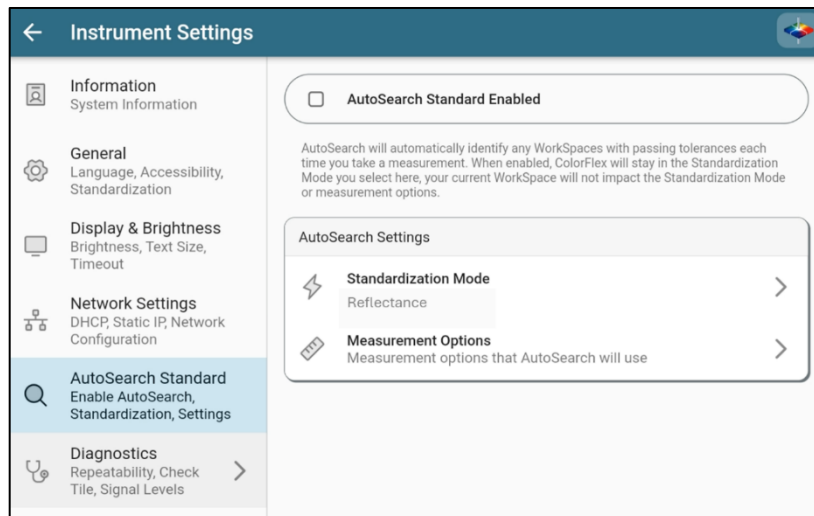 Instrument Settings
Information
System Information
General
Language, Accessibility,
Standardization
Display & Brightness
Brightness, Text Size,
Timeout
Network Settings
DHCP, Static IP, Network
Configuration
AutoSearch Standard
Enable AutoSearch,
Standardization, Settings
Diagnostics
Repeatability, Check
Tile, Signal Levels
AutoSearch Standard Enabled
AutoSearch will automatically identify any WorkSpaces with passing tolerances each
time you take a measurement. When enabled, ColorFlex will stay in the Standardization
Mode you select here, your current WorkSpace will not impact the Standardization Mode
or measurement options.
AutoSearch Settings
Standardization Mode
Reflectance
Measurement Options
Measurement options that AutoSearch will use